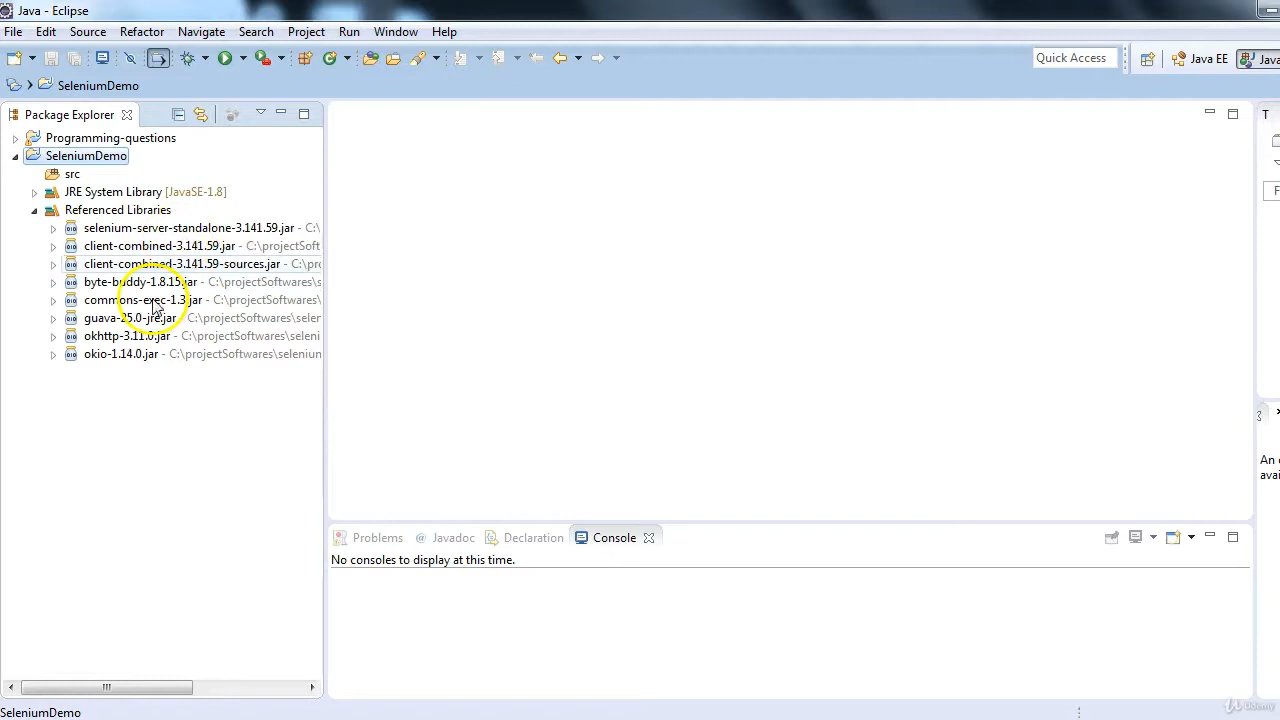 Java - Eclipse
File Edit Source Refactor Navigate Search Project Run Window Help
Quick Access
Java EE
Java
SeleniumDemo
Package Explorer
Programming-questions
SeleniumDemo
src
JRE System Library [JavaSE-1.8]
Referenced Libraries
selenium-server-standalone-3.141.59.jar - C:\
client-combined-3.141.59.jar - C:\projectSoft
client-combined-3.141.59-sources.jar - C:\pro
byte-buddy-1.8.15.jar - C:\projectSoftwares\s
commons-exec-1.3.jar - C:\projectSoftwares\
guava-25.0-jre.jar - C:\projectSoftwares\seler
okhttp-3.11.0.jar - C:\projectSoftwares\seleni
okio-1.14.0.jar - C:\projectSoftwares\selenium
T
F
An o
avai
Problems @ Javadoc Declaration Console
No consoles to display at this time.
SeleniumDemo
Udemy